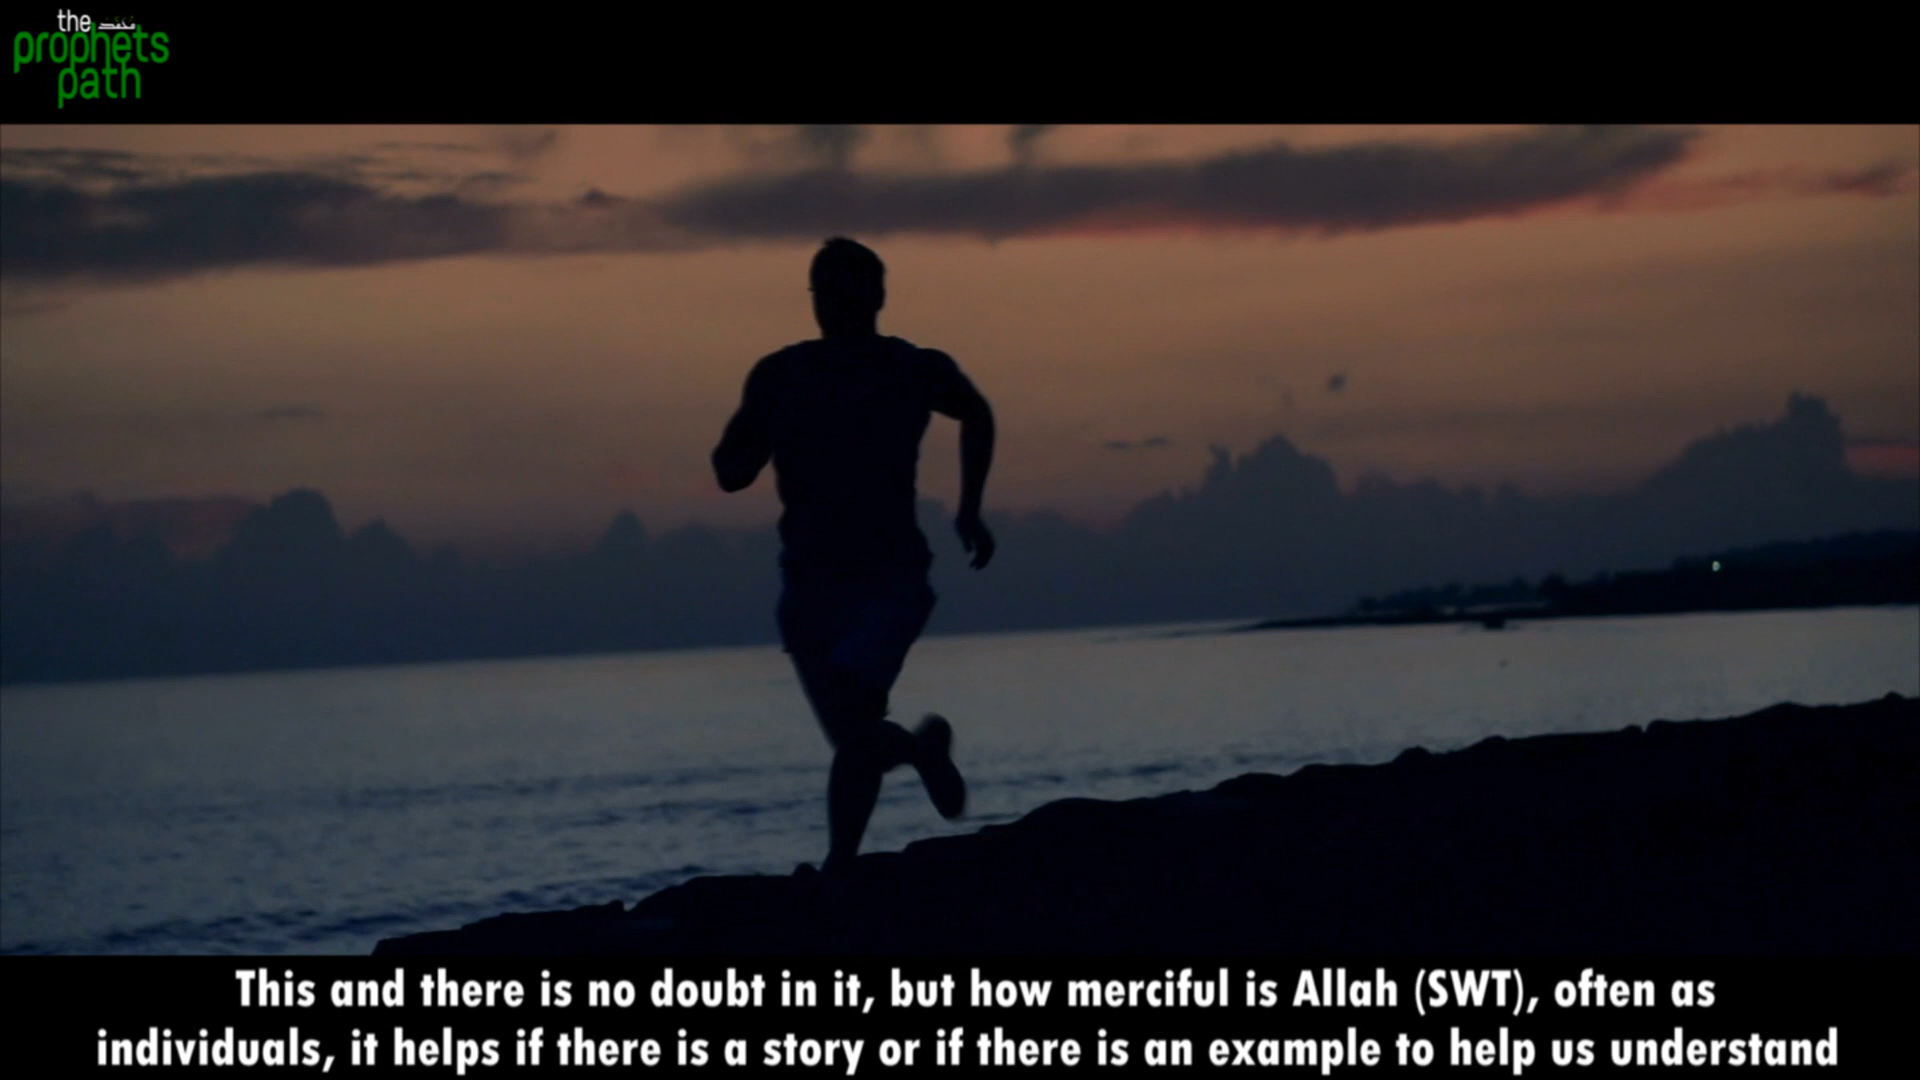 the محمد
prophets
path
This and there is no doubt in it, but how merciful is Allah (SWT), often as
individuals, it helps if there is a story or if there is an example to help us understand